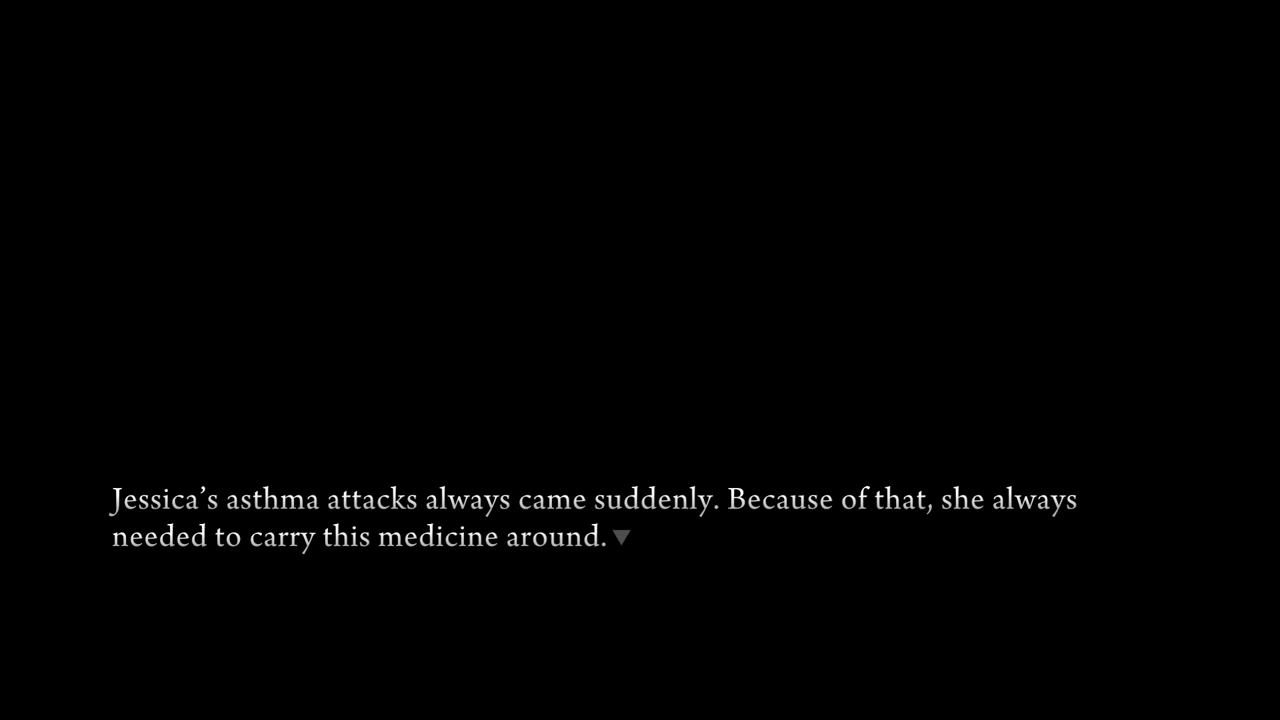 Jessica’s asthma attacks always came suddenly. Because of that, she always
needed to carry this medicine around.